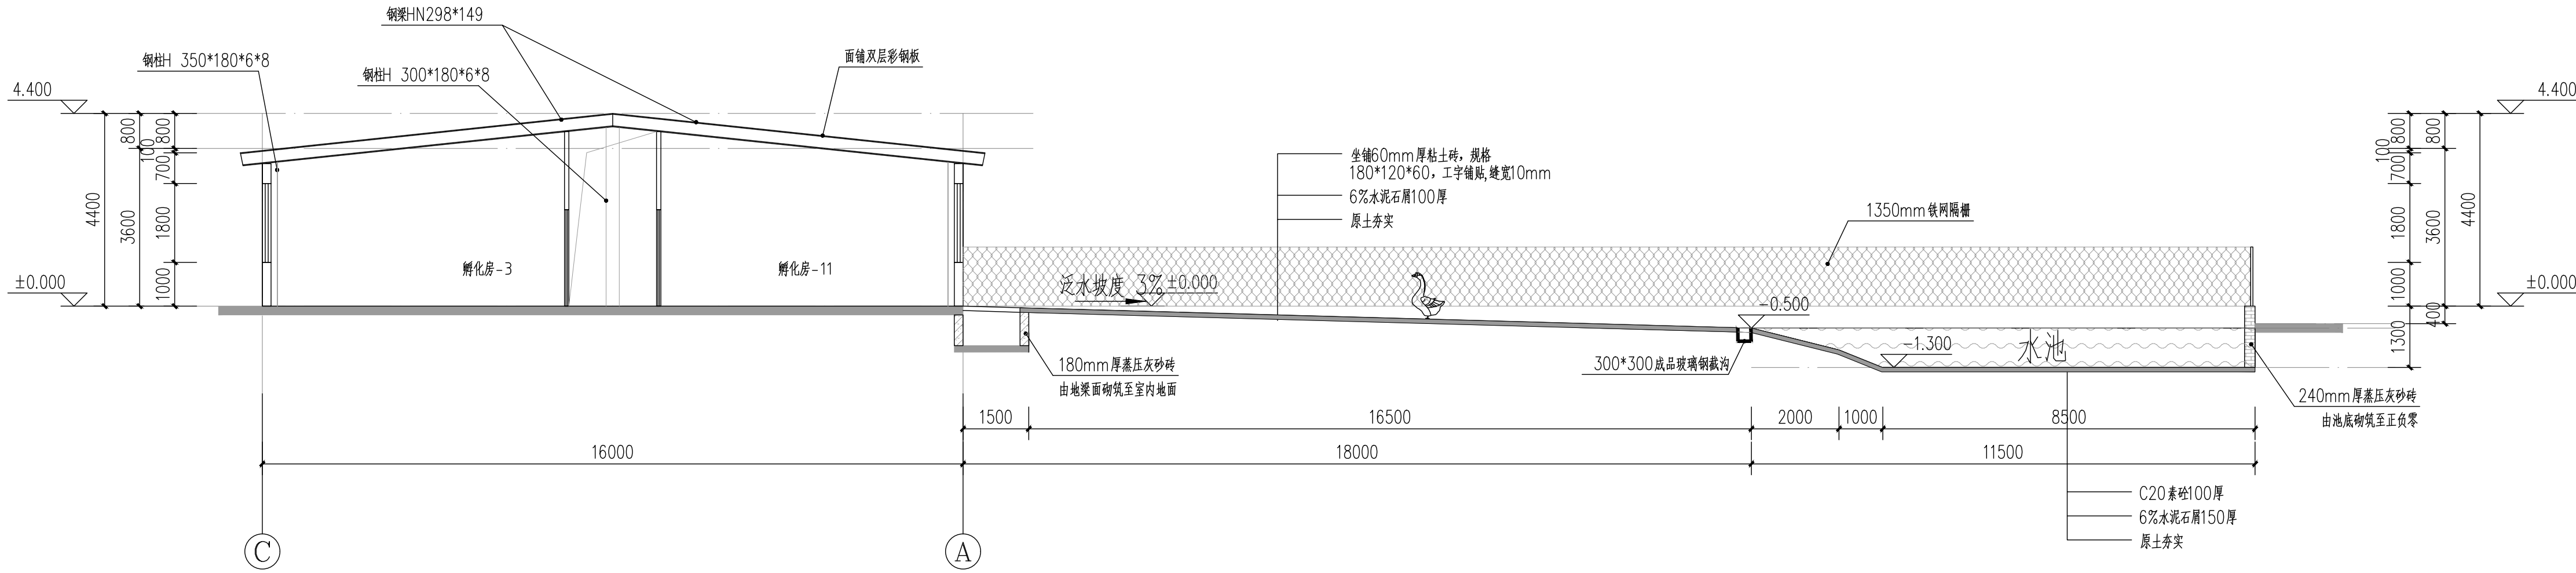 钢梁HN298*149
钢柱H 350*180*6*8
钢柱H 300*180*6*8
面铺双层彩钢板
4.400
4.400
800
800
100
700
4400
3600
1800
1000
±0.000
孵化房-3
孵化房-11
坐铺60mm厚粘土砖，规格
180*120*60，工字铺贴,缝宽10mm
6%水泥石屑100厚
原土夯实
1350mm铁网隔栅
泛水坡度 3%
±0.000
-0.500
-1.300
水池
800
800
100
700
1800
3600
4400
1000
400
1300
±0.000
180mm厚蒸压灰砂砖
由地梁面砌筑至室内地面
300*300成品玻璃钢截沟
240mm厚蒸压灰砂砖
由池底砌筑至正负零
1500
16500
2000
1000
8500
16000
18000
11500
C20素砼100厚
6%水泥石屑150厚
原土夯实
C
A